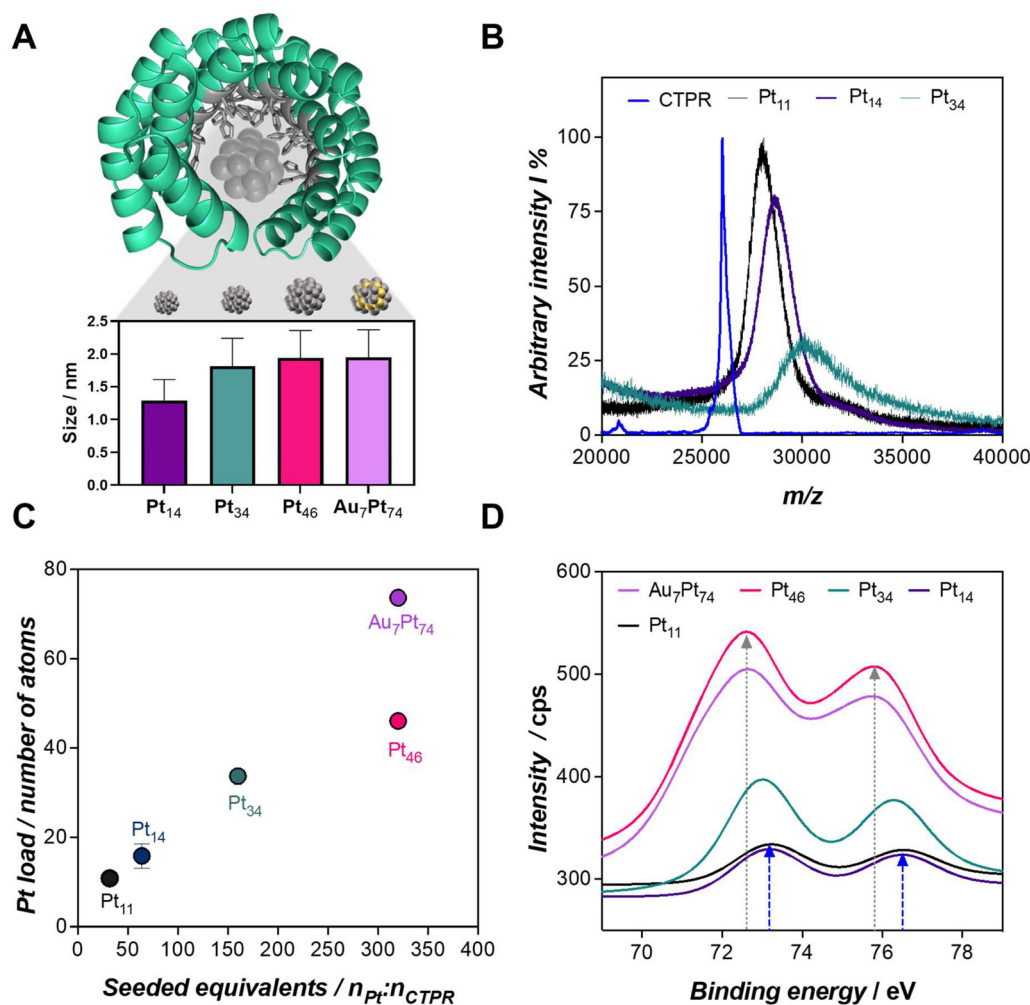 A
Size / nm
2.5
2.0
1.5
1.0
0.5
0.0
Pt₁₄ Pt₃₄ Pt₄₆ Au₇Pt₇₄
B
CTPR Pt₁₁ Pt₁₄ Pt₃₄
Arbitrary intensity I %
100
75
50
25
0
20000 25000 30000 35000 40000
m/z
C
Pt load / number of atoms
80
60
40
20
0
Au₇Pt₇₄
Pt₄₆
Pt₃₄
Pt₁₄
Pt₁₁
0 50 100 150 200 250 300 350 400
Seeded equivalents / nPt:nCTPR
D
Au₇Pt₇₄ Pt₄₆ Pt₃₄ Pt₁₄
Pt₁₁
Intensity / cps
600
500
400
300
70 72 74 76 78
Binding energy / eV